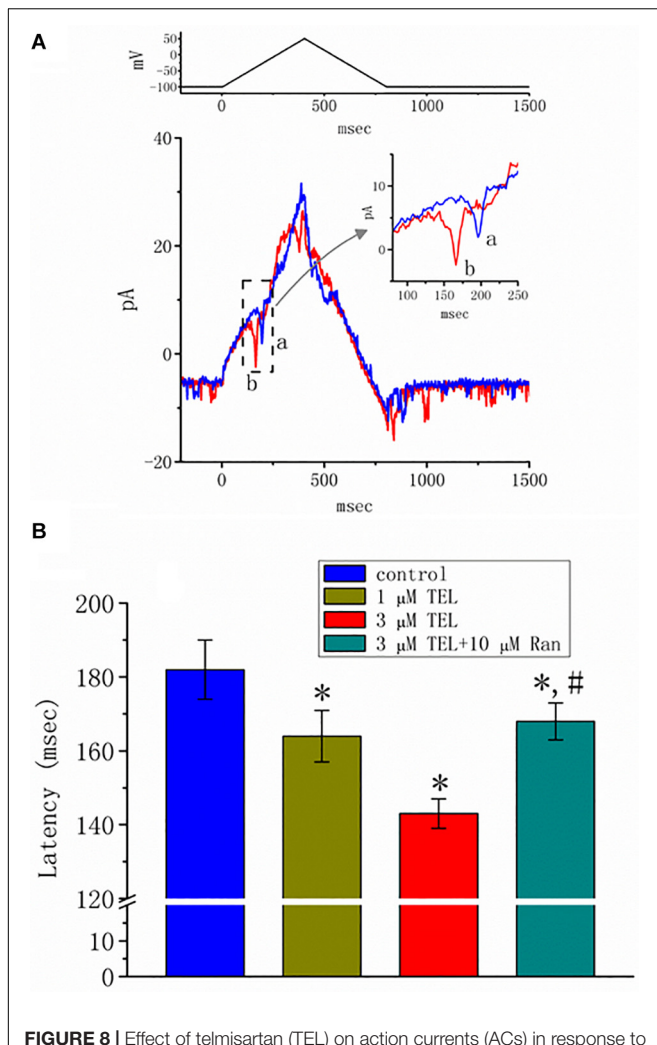 A
50
0
-50
-100
mV
0 500 1000 1500
msec
40
20
0
-20
pA
a
b
0 500 1000 1500
msec
10
0
pA
a
b
100 150 200 250
msec
B
control
1 μM TEL
3 μM TEL
3 μM TEL+10 μM Ran
200
180
160
140
120
10
0
Latency (msec)
*
*
*, #
FIGURE 8 | Effect of telmisartan (TEL) on action currents (ACs) in response to